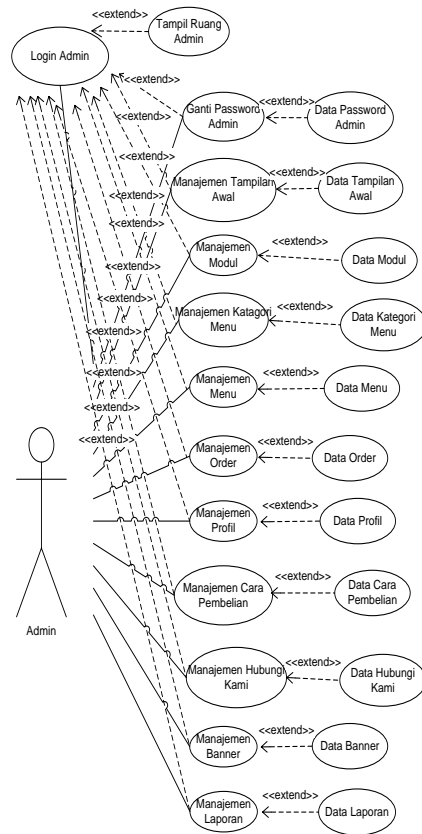 <<extend>>
Tampil Ruang
Admin
Login Admin
<<extend>>
Ganti Password
Admin
<<extend>>
Data Password
Admin
<<extend>>
Manajemen Tampilan
Awal
<<extend>>
Data Tampilan
Awal
<<extend>>
Manajemen
Modul
<<extend>>
Data Modul
<<extend>>
Manajemen Katagori
Menu
<<extend>>
Data Kategori
Menu
<<extend>>
<<extend>>
<<extend>>
Manajemen
Menu
<<extend>>
Data Menu
<<extend>>
<<extend>>
<<extend>>
Manajemen
Order
<<extend>>
Data Order
Manajemen
Profil
<<extend>>
Data Profil
Manajemen Cara
Pembelian
<<extend>>
Data Cara
Pembelian
Admin
Manajemen Hubungi
Kami
<<extend>>
Data Hubungi
Kami
Manajemen
Banner
<<extend>>
Data Banner
Manajemen
Laporan
<<extend>>
Data Laporan